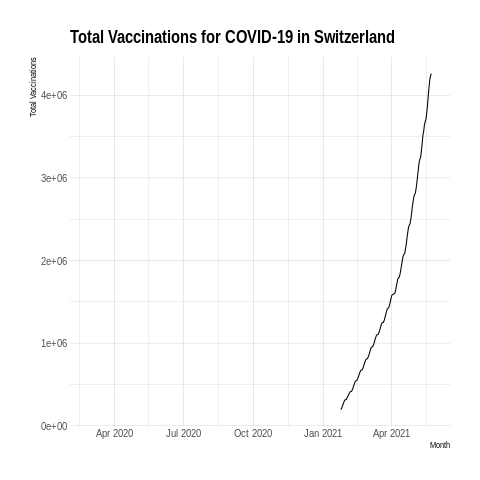 Total Vaccinations for COVID-19 in Switzerland
Total Vaccinations
4e+06
3e+06
2e+06
1e+06
0e+00
Apr 2020 Jul 2020 Oct 2020 Jan 2021 Apr 2021
Month